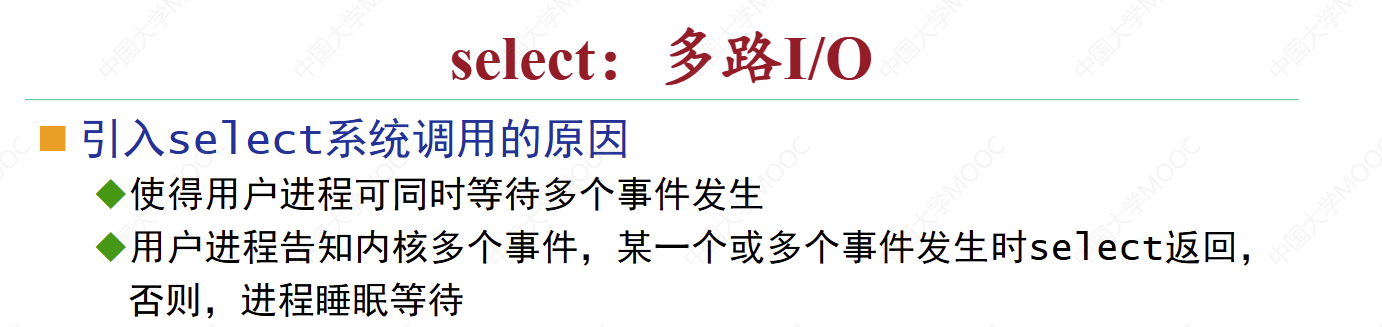 select：多路I/O
引入select系统调用的原因
使得用户进程可同时等待多个事件发生
用户进程告知内核多个事件，某一个或多个事件发生时select返回，
否则，进程睡眠等待
中国大学MOOC